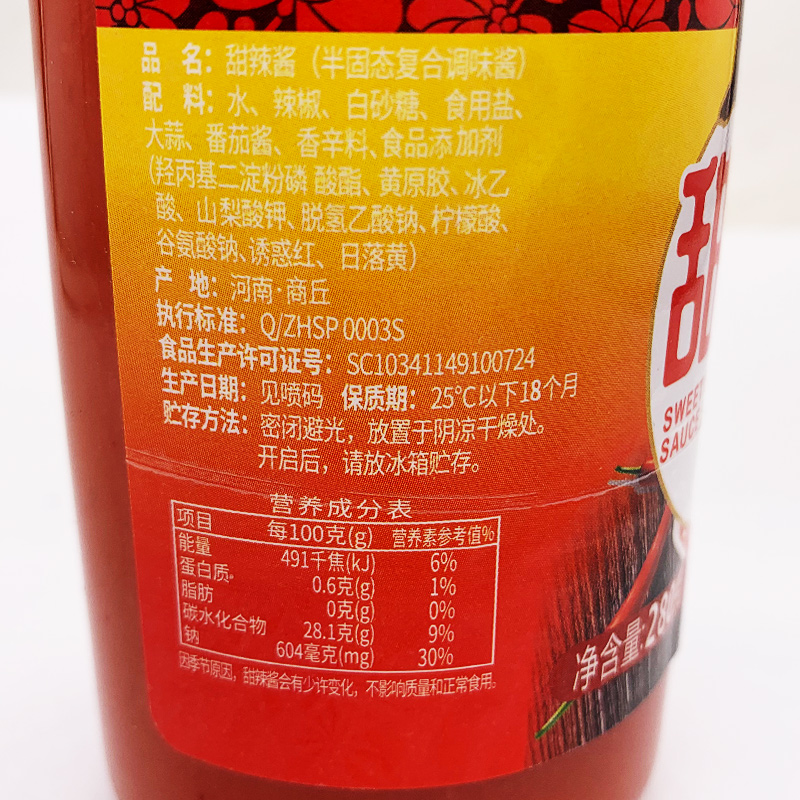 品 名：甜辣酱（半固态复合调味酱）
配 料：水、辣椒、白砂糖、食用盐、
大蒜、番茄酱、香辛料、食品添加剂
(羟丙基二淀粉磷 酸酯、黄原胶、冰乙
酸、山梨酸钾、脱氢乙酸钠、柠檬酸、
谷氨酸钠、诱惑红、日落黄）
产 地：河南·商丘
执行标准：Q/ZHSP 0003S
食品生产许可证号：SC10341149100724
生产日期：见喷码 保质期：25°C以下18个月
贮存方法：密闭避光，放置于阴凉干燥处。
开启后，请放冰箱贮存。
营养成分表
项目 每100克(g) 营养素参考值%
能量 491千焦(kJ) 6%
蛋白质 0.6克(g) 1%
脂肪 0克(g) 0%
碳水化合物 28.1克(g) 9%
钠 604毫克(mg) 30%
因季节原因，甜辣酱会有少许变化，不影响质量和正常食用。
甜
SWEET
SAUCE
净含量:28